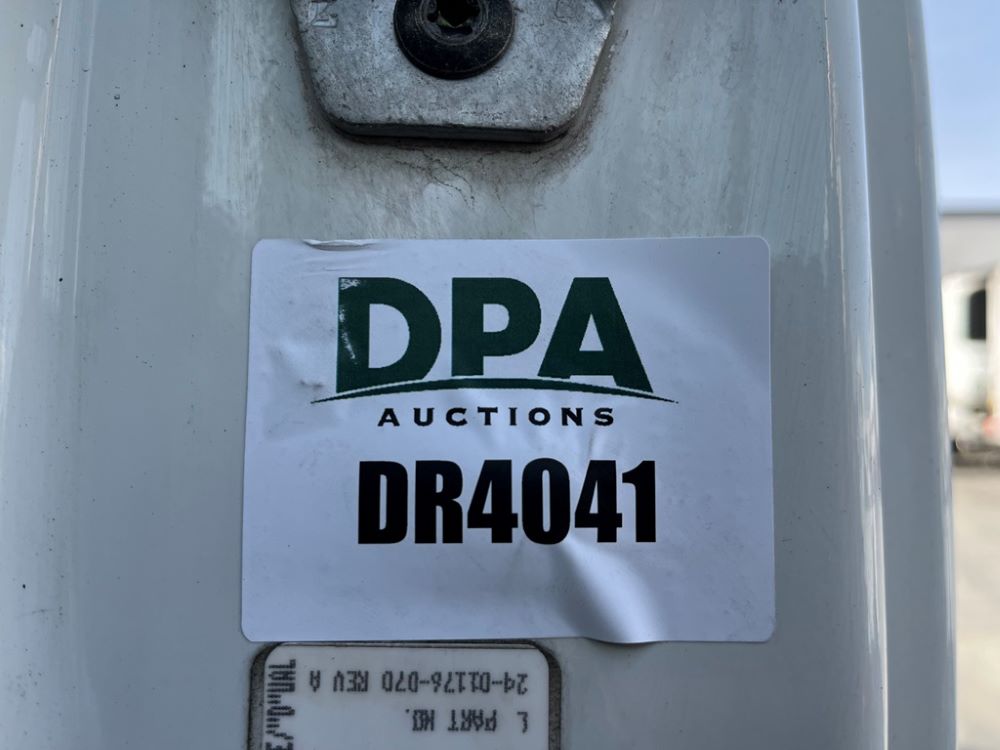 DPA
AUCTIONS
DR4041
24-01176-070 REV A
L PART NO.